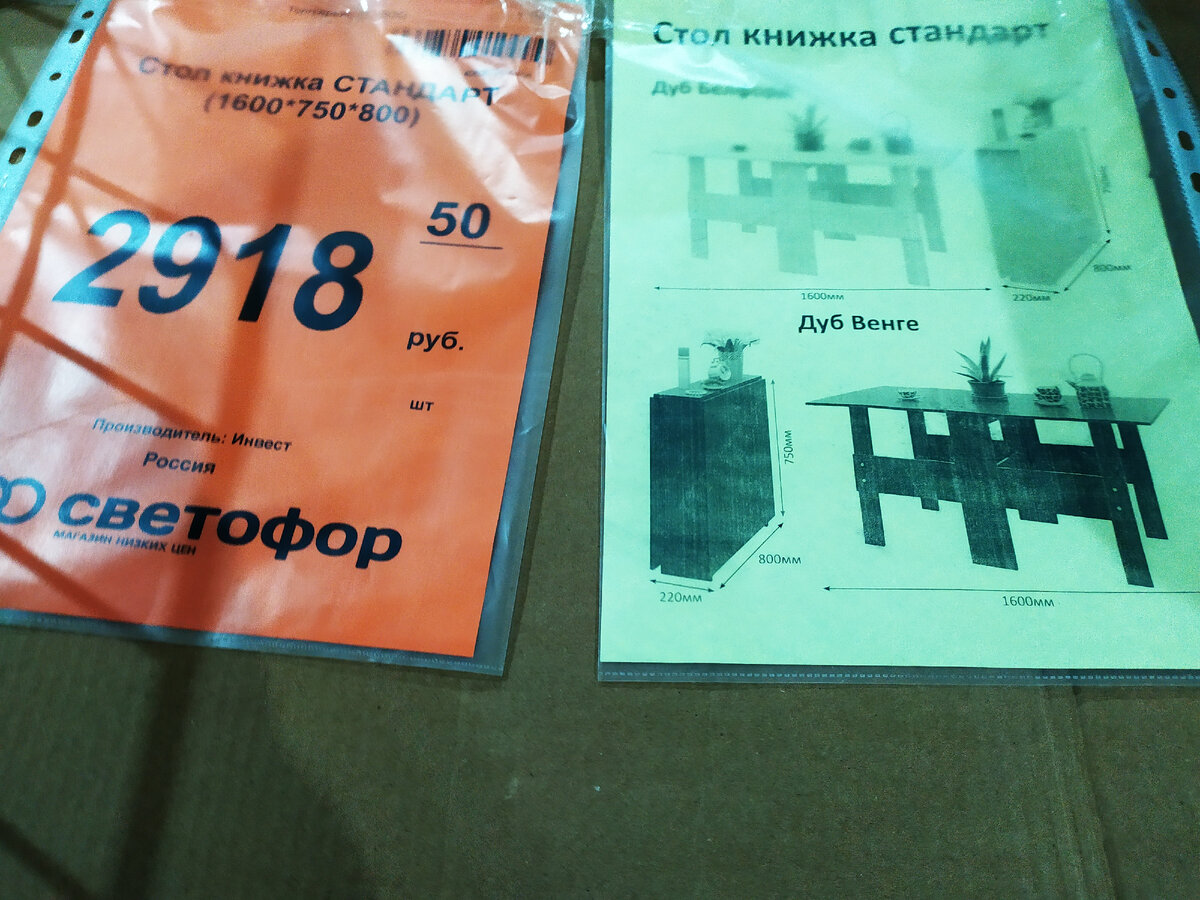 Стол книжка СТАНДАРТ
(1600*750*800)
2918
50
руб.
шт
Производитель: Инвест
Россия
светофор
МАГАЗИН НИЗКИХ ЦЕН
Стол книжка стандарт
Дуб
1600мм
220мм
800мм
Дуб Венге
750мм
800мм
220мм
1600мм